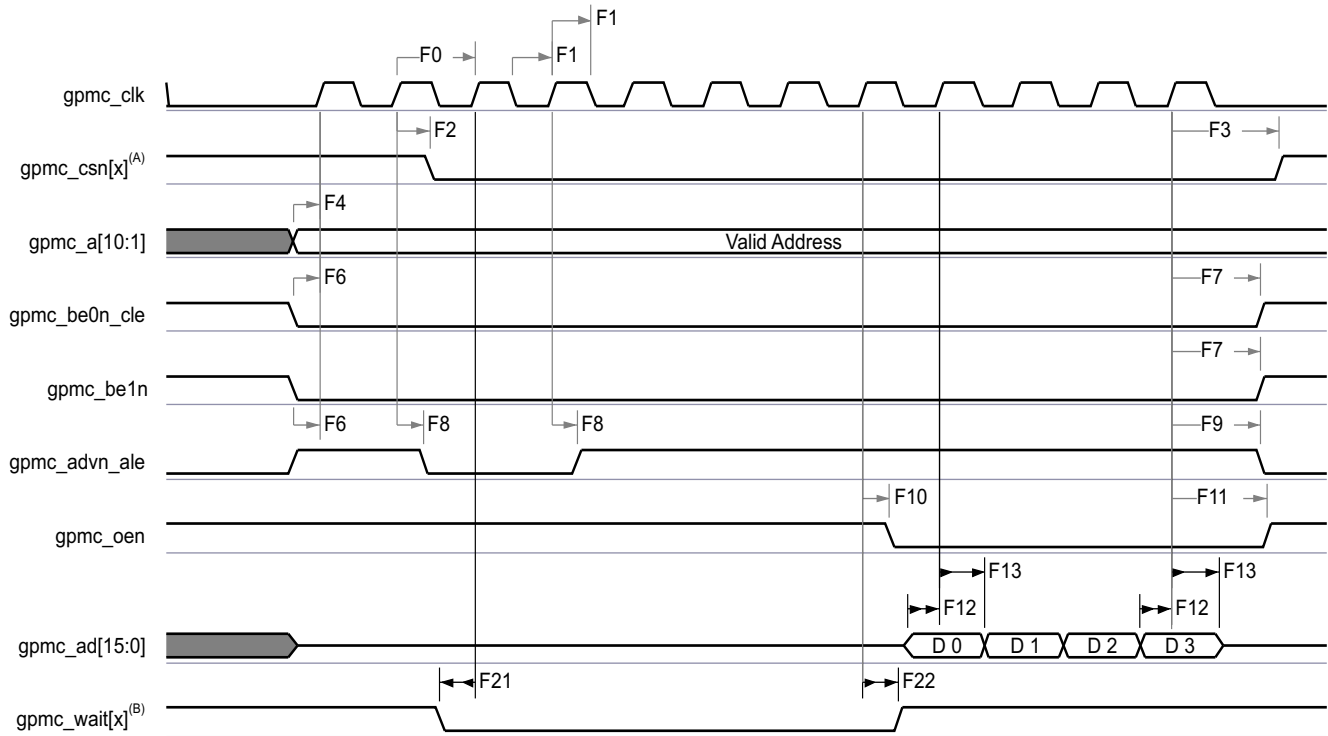 F1
F0
F1
gpmc_clk
F2
F3
gpmc_csn[x](A)
F4
gpmc_a[10:1]
Valid Address
F6
F7
gpmc_be0n_cle
F7
gpmc_be1n
F6
F8
F8
F9
gpmc_advn_ale
F10
F11
gpmc_oen
F13
F13
F12
F12
gpmc_ad[15:0]
D 0
D 1
D 2
D 3
F21
F22
gpmc_wait[x](B)